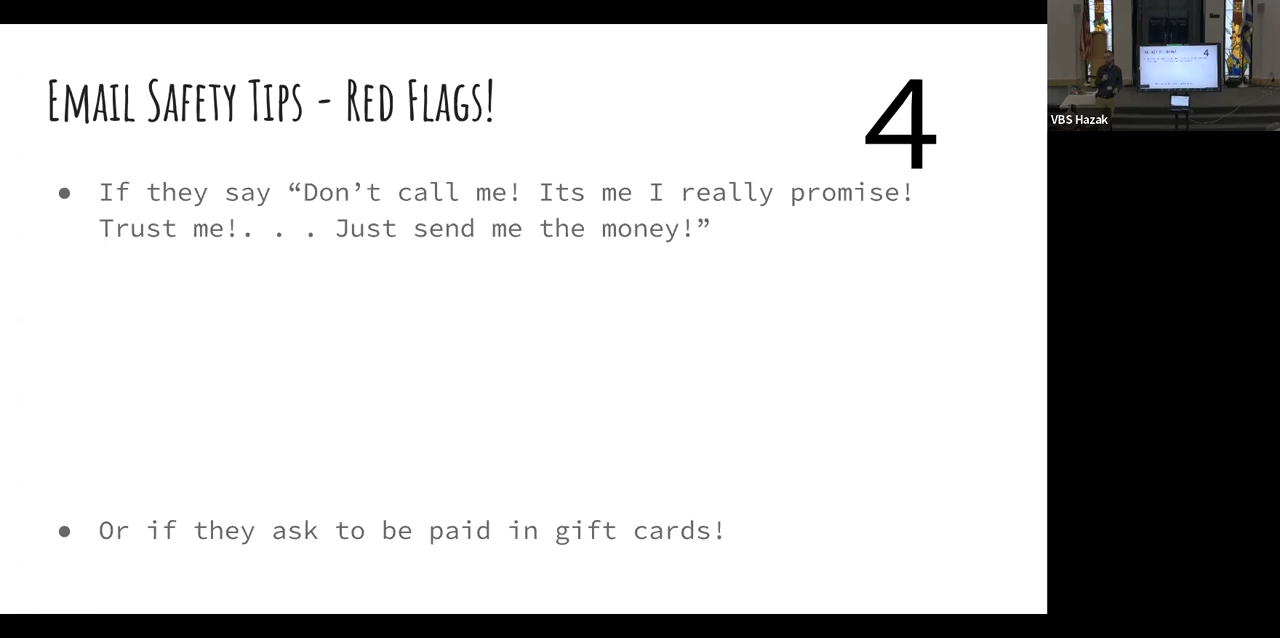 Email Safety Tips - Red Flags!
4
● If they say “Don’t call me! Its me I really promise!
Trust me!. . . Just send me the money!”
● Or if they ask to be paid in gift cards!
VBS Hazak